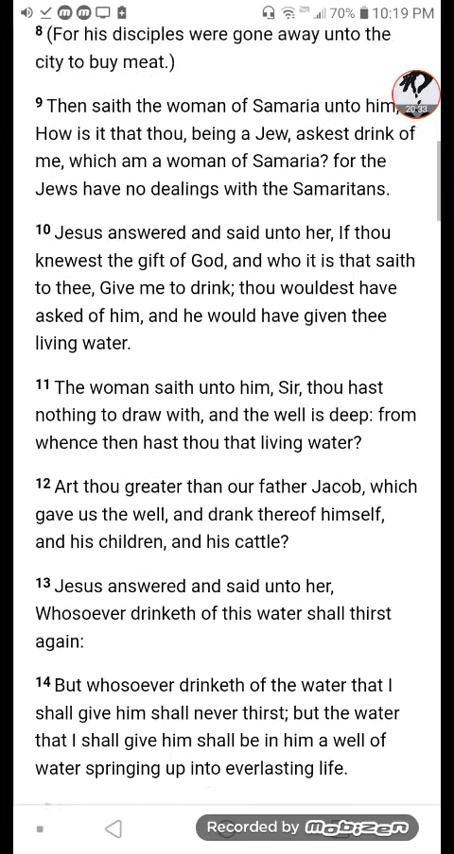 70% 10:19 PM
8 (For his disciples were gone away unto the
city to buy meat.)
9 Then saith the woman of Samaria unto him,
20:33
How is it that thou, being a Jew, askest drink of
me, which am a woman of Samaria? for the
Jews have no dealings with the Samaritans.
10 Jesus answered and said unto her, If thou
knewest the gift of God, and who it is that saith
to thee, Give me to drink; thou wouldest have
asked of him, and he would have given thee
living water.
11 The woman saith unto him, Sir, thou hast
nothing to draw with, and the well is deep: from
whence then hast thou that living water?
12 Art thou greater than our father Jacob, which
gave us the well, and drank thereof himself,
and his children, and his cattle?
13 Jesus answered and said unto her,
Whosoever drinketh of this water shall thirst
again:
14 But whosoever drinketh of the water that I
shall give him shall never thirst; but the water
that I shall give him shall be in him a well of
water springing up into everlasting life.
Recorded by mobizen